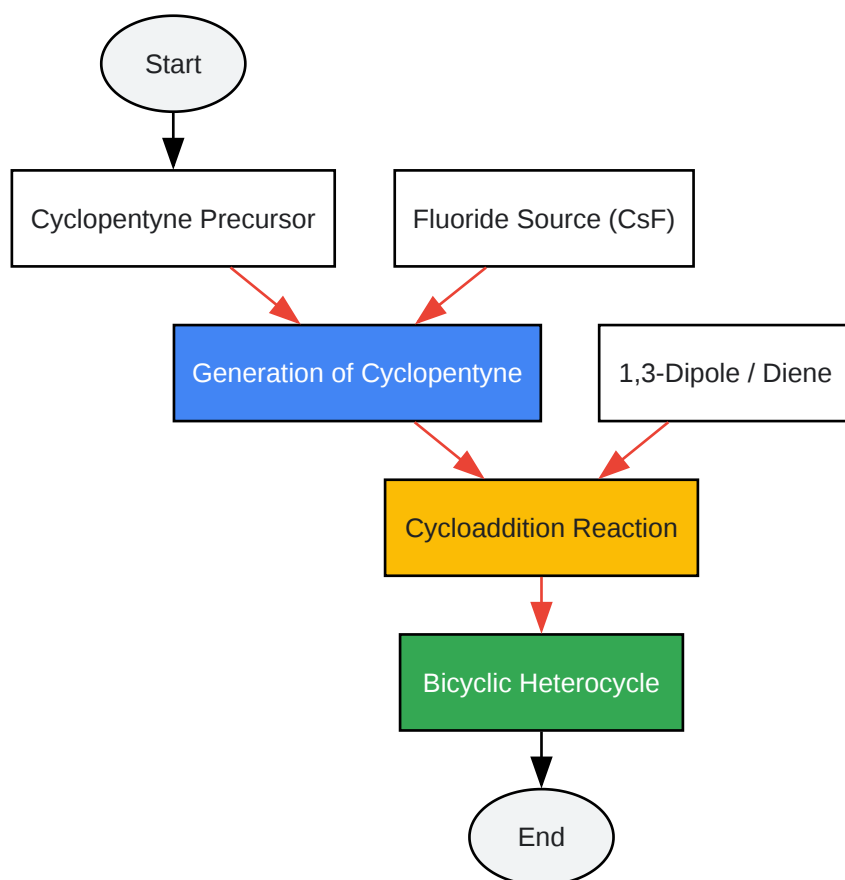 Start
Cyclopentyne Precursor
Fluoride Source (CsF)
Generation of Cyclopentyne
1,3-Dipole / Diene
Cycloaddition Reaction
Bicyclic Heterocycle
End